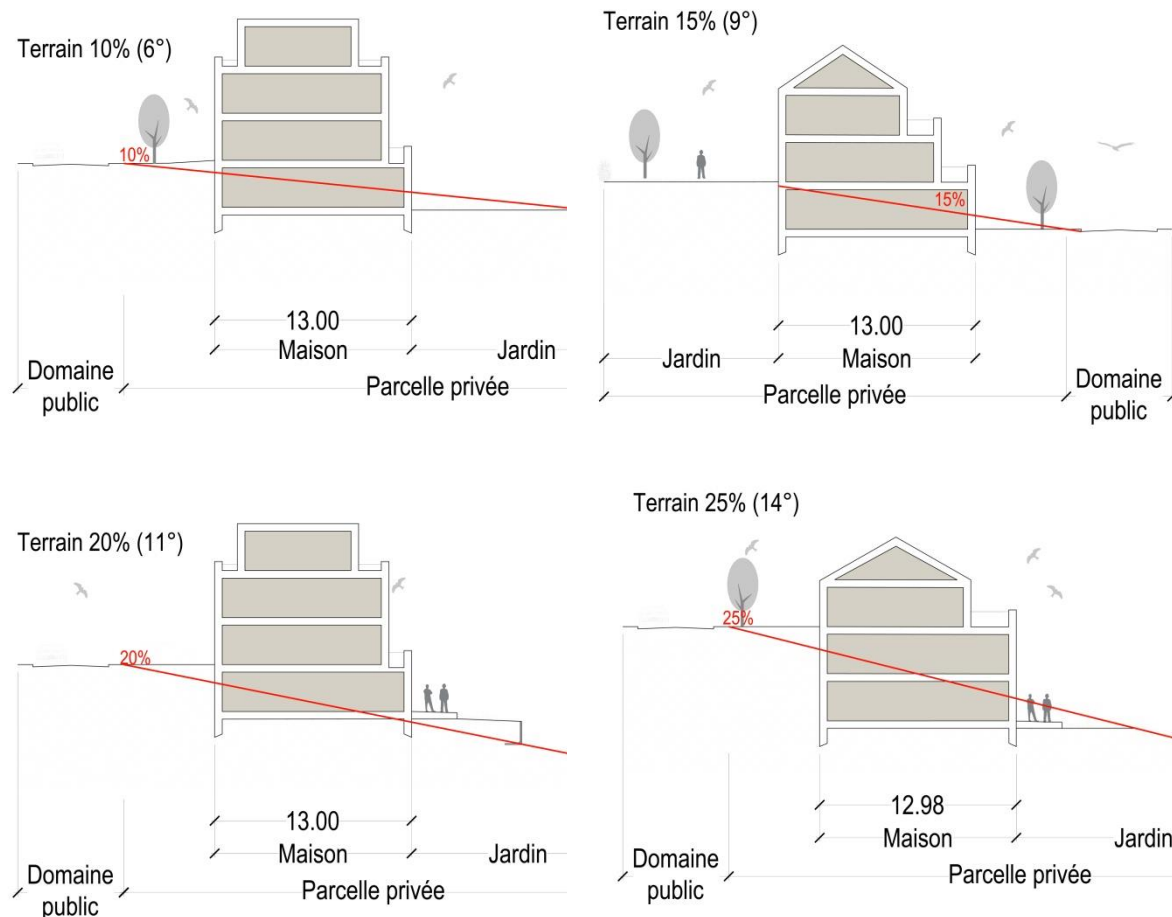 Terrain 10% (6°)
10%
13.00
Maison
Jardin
Domaine
public
Parcelle privée
Terrain 15% (9°)
15%
13.00
Jardin
Maison
Parcelle privée
Domaine
public
Terrain 20% (11°)
20%
13.00
Maison
Jardin
Domaine
public
Parcelle privée
Terrain 25% (14°)
25%
12.98
Maison
Jardin
Domaine
public
Parcelle privée